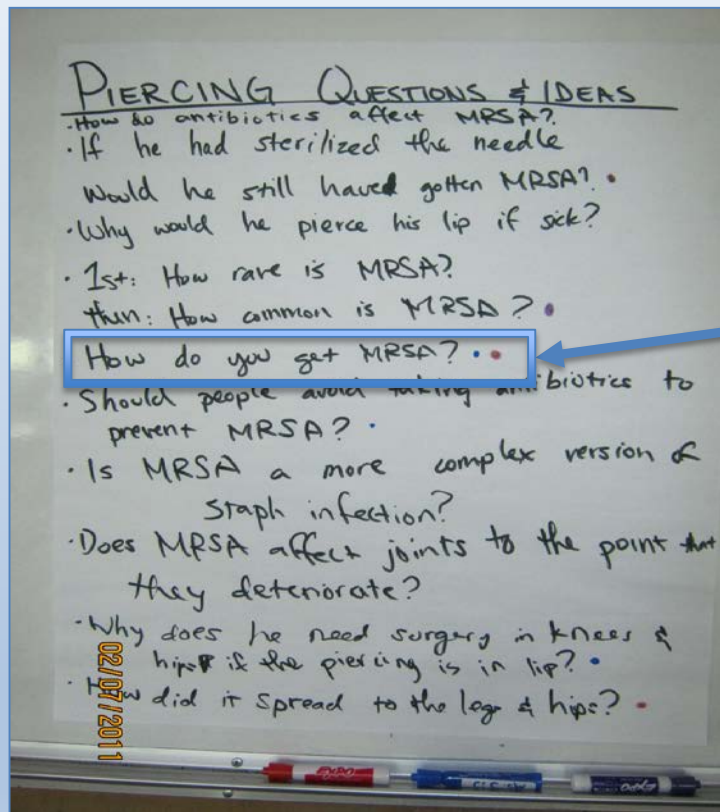 PIERCING QUESTIONS & IDEAS
· How do antibiotics affect MRSA?
· If he had sterilized the needle
would he still haved gotten MRSA? •
· Why would he pierce his lip if sick?
· 1st: How rare is MRSA?
then: How common is MRSA? •
How do you get MRSA? • •
· Should people avoid taking antibiotics to
prevent MRSA? •
· Is MRSA a more complex version of
staph infection?
· Does MRSA affect joints to the point that
they deteriorate?
· Why does he need surgery in knees &
hips if the piercing is in lip? •
· How did it spread to the legs & hips? •
02/07/2011
EXPO
EXPO